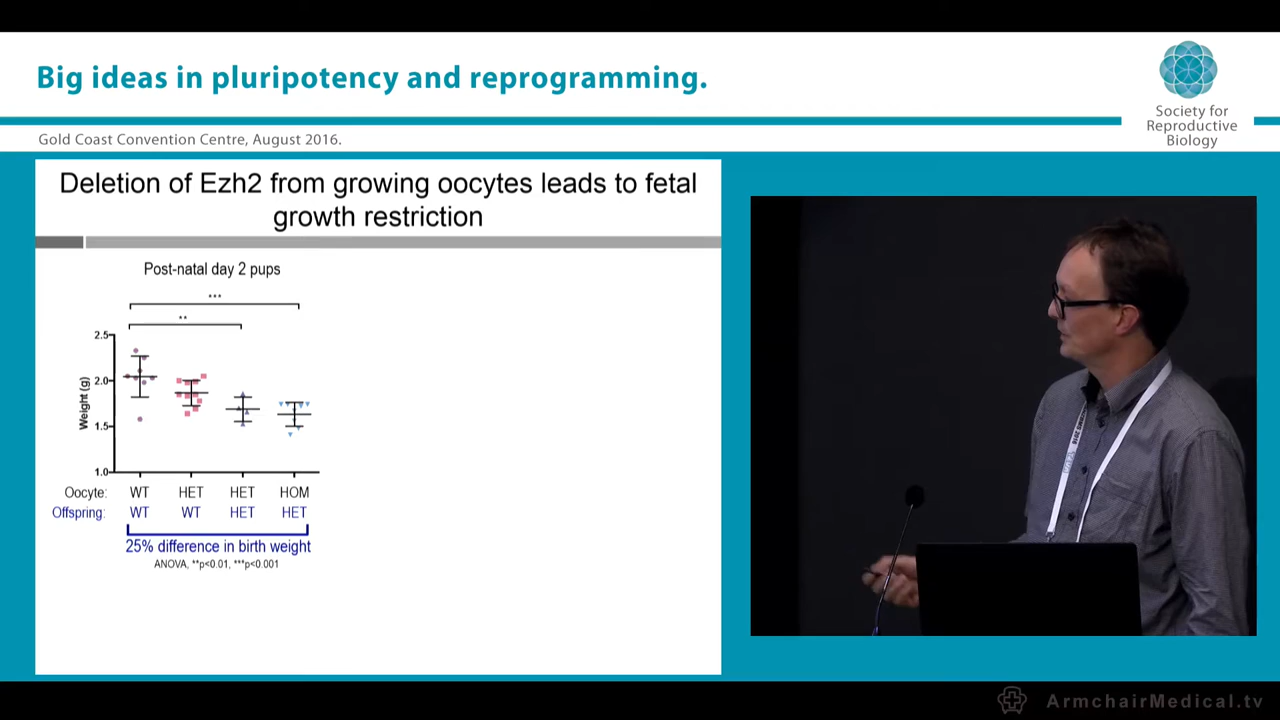 Big ideas in pluripotency and reprogramming.
Society for
Reproductive
Biology
Gold Coast Convention Centre, August 2016.
Deletion of Ezh2 from growing oocytes leads to fetal
growth restriction
Post-natal day 2 pups
***
**
2.5
2.0
1.5
1.0
Weight (g)
Oocyte: WT HET HET HOM
Offspring: WT WT HET HET
25% difference in birth weight
ANOVA, **p<0.01, ***p<0.001
ArmchairMedical.tv